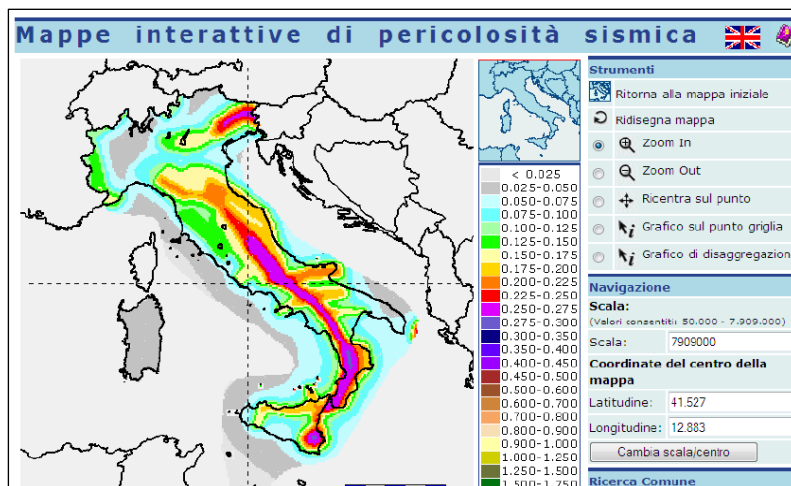 Mappe interattive di pericolosità sismica
< 0.025
0.025-0.050
0.050-0.075
0.075-0.100
0.100-0.125
0.125-0.150
0.150-0.175
0.175-0.200
0.200-0.225
0.225-0.250
0.250-0.275
0.275-0.300
0.300-0.350
0.350-0.400
0.400-0.450
0.450-0.500
0.500-0.600
0.600-0.700
0.700-0.800
0.800-0.900
0.900-1.000
1.000-1.250
1.250-1.500
1.500-1.750
Strumenti
Ritorna alla mappa iniziale
Ridisegna mappa
Zoom In
Zoom Out
Ricentra sul punto
Grafico sul punto griglia
Grafico di disaggregazion
Navigazione
Scala:
(Valori consentiti: 50.000 - 7.909.000)
Scala: 7909000
Coordinate del centro della
mappa
Latitudine: 41.527
Longitudine: 12.883
Cambia scala/centro
Ricerca Comune